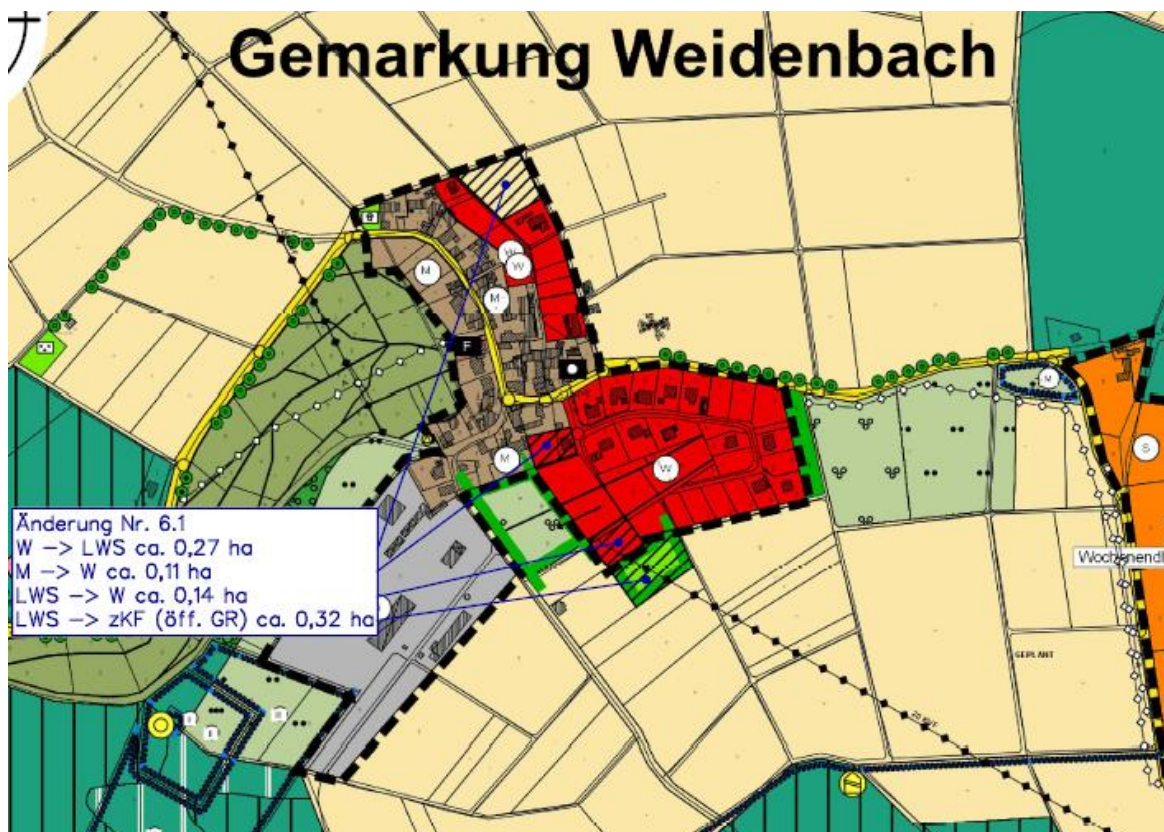 Gemarkung Weidenbach
W
W
M
M
F
M
M
W
S
Änderung Nr. 6.1
W -> LWS ca. 0,27 ha
M -> W ca. 0,11 ha
LWS -> W ca. 0,14 ha
LWS -> zKF (öff. GR) ca. 0,32 ha
Wochenendh
GEPLANT